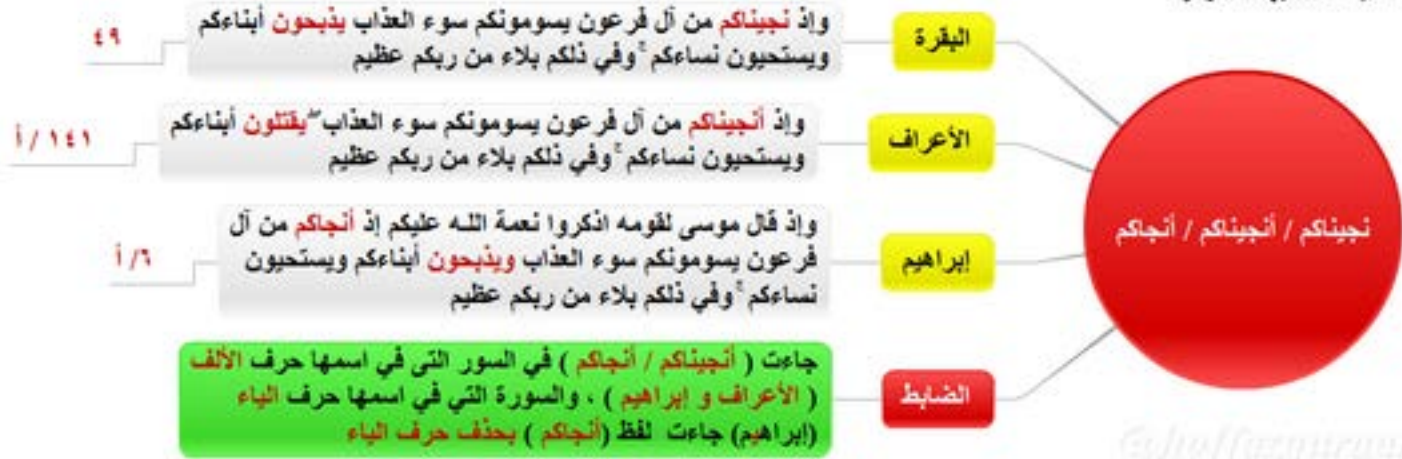 نجيناكم / أنجيناكم / أنجاكم
البقرة
وإذ نجيناكم من آل فرعون يسومونكم سوء العذاب يذبحون أبناءكم
ويستحيون نساءكم ۚ وفي ذلكم بلاء من ربكم عظيم
٤٩
الأعراف
وإذ أنجيناكم من آل فرعون يسومونكم سوء العذاب ۖ يقتلون أبناءكم
ويستحيون نساءكم ۚ وفي ذلكم بلاء من ربكم عظيم
١٤١ / أ
إبراهيم
وإذ قال موسى لقومه اذكروا نعمة اللـه عليكم إذ أنجاكم من آل
فرعون يسومونكم سوء العذاب ويذبحون أبناءكم ويستحيون
نساءكم ۚ وفي ذلكم بلاء من ربكم عظيم
٦/ أ
الضابط
جاءت ( أنجيناكم / أنجاكم ) في السور التي في اسمها حرف الألف
( الأعراف و إبراهيم ) ، والسورة التي في اسمها حرف الياء
(إبراهيم) جاءت لفظ (أنجاكم ) بحذف حرف الياء